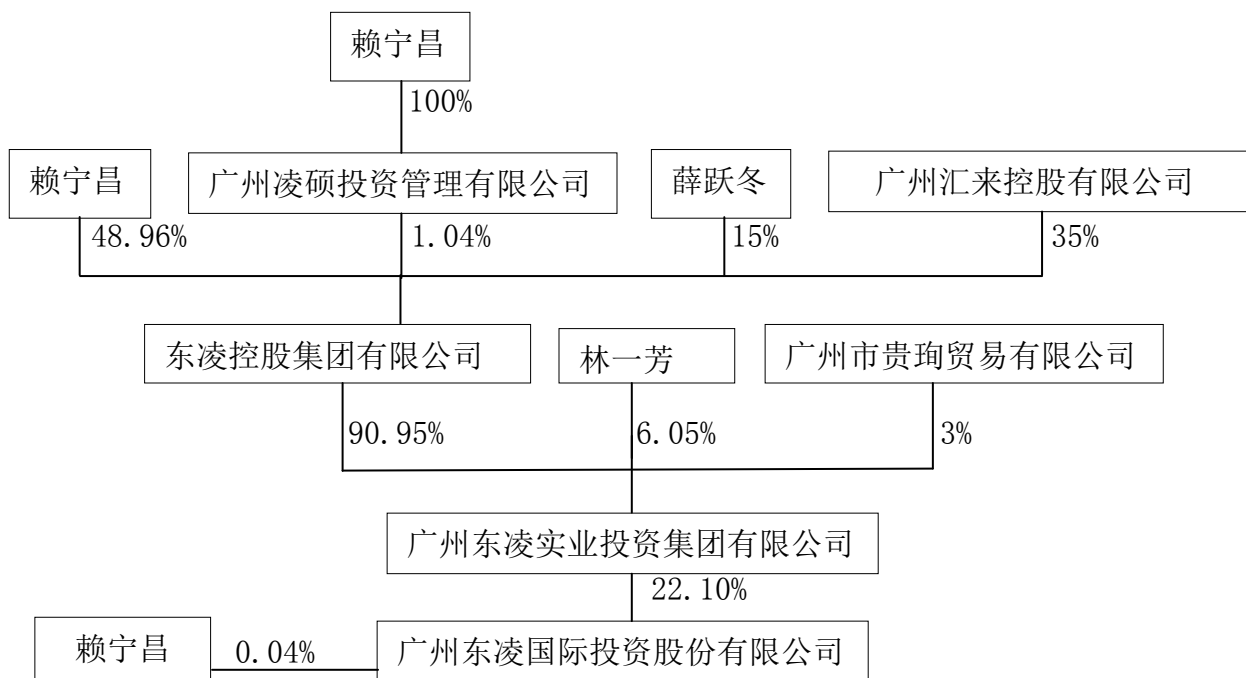 赖宁昌
100%
赖宁昌 广州凌硕投资管理有限公司 薛跃冬 广州汇来控股有限公司
48.96% 1.04% 15% 35%
东凌控股集团有限公司 林一芳 广州市贵珣贸易有限公司
90.95% 6.05% 3%
广州东凌实业投资集团有限公司
22.10%
赖宁昌 0.04% 广州东凌国际投资股份有限公司